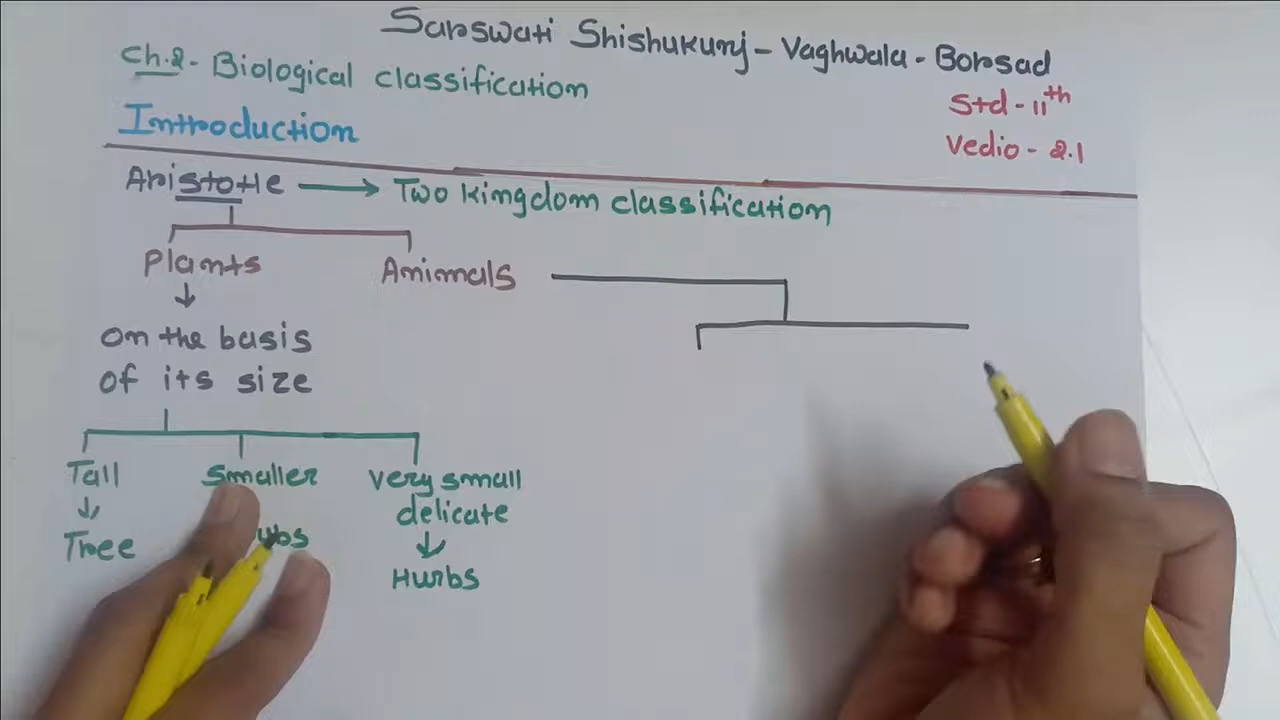 Sarswati Shishukunj - Vaghwala - Borsad
Ch.2 - Biological classification
Std - 11th
Introduction
Vedio - 2.1
Aristotle → Two kingdom classification
Plants
Animals
↓
on the basis
of its size
Tall
Smaller
very small
delicate
↓
↓
Tree
ubs
Hurbs